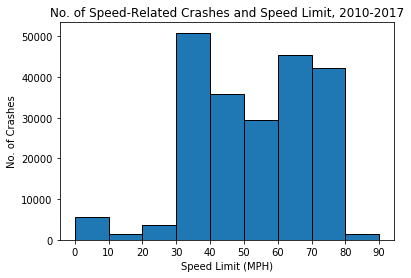 No. of Speed-Related Crashes and Speed Limit, 2010-2017
50000
40000
30000
20000
10000
0
No. of Crashes
0 10 20 30 40 50 60 70 80 90
Speed Limit (MPH)